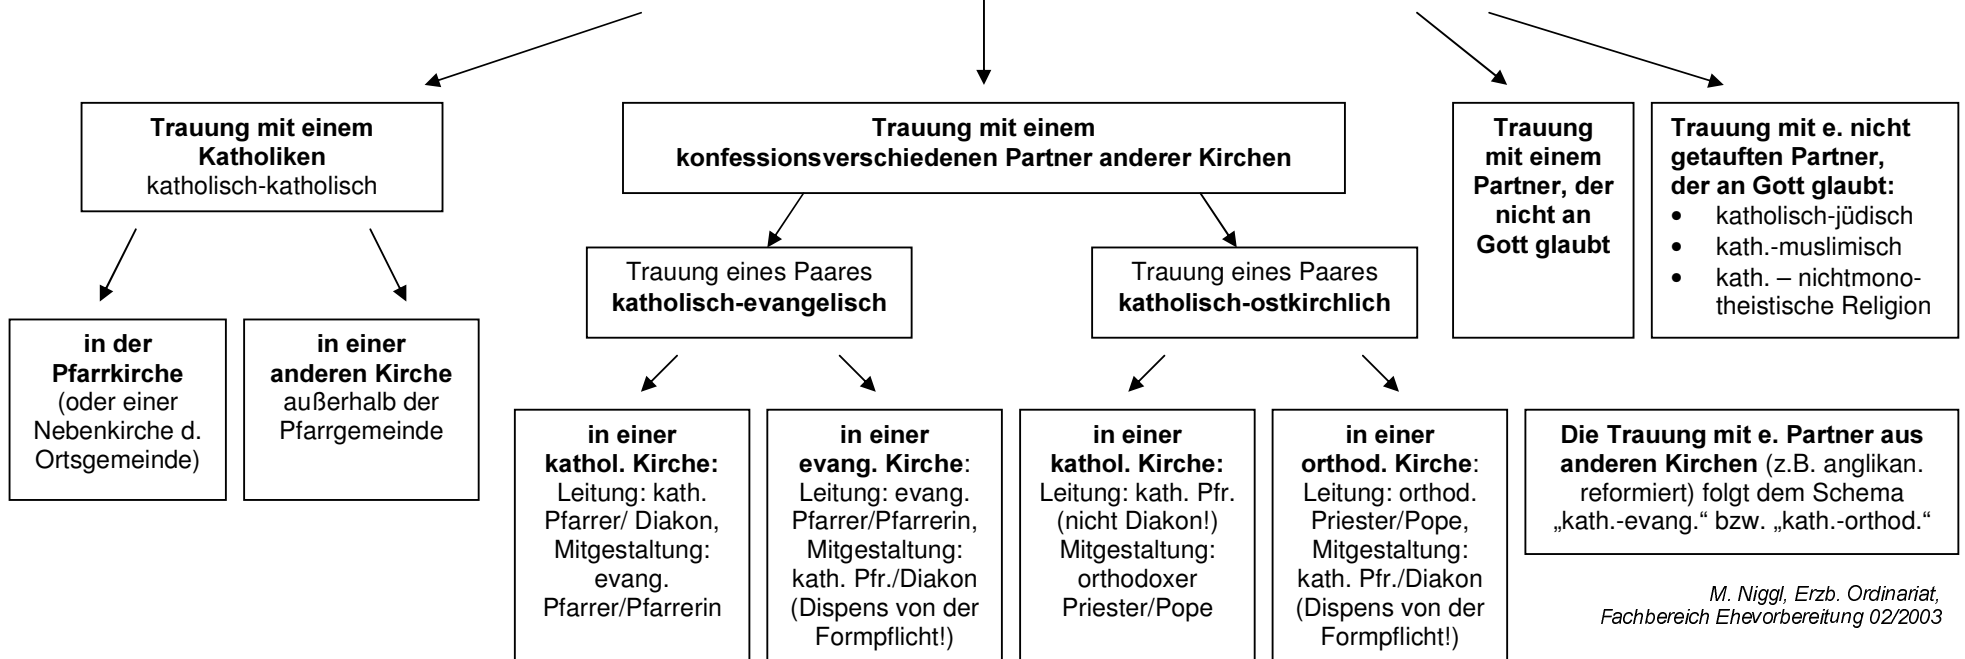 Trauung mit einem
Katholiken
katholisch-katholisch
Trauung mit einem
konfessionsverschiedenen Partner anderer Kirchen
Trauung
mit einem
Partner, der
nicht an
Gott glaubt
Trauung mit e. nicht
getauften Partner,
der an Gott glaubt:
• katholisch-jüdisch
• kath.-muslimisch
• kath. – nichtmono-
theistische Religion
Trauung eines Paares
katholisch-evangelisch
Trauung eines Paares
katholisch-ostkirchlich
in der
Pfarrkirche
(oder einer
Nebenkirche d.
Ortsgemeinde)
in einer
anderen Kirche
außerhalb der
Pfarrgemeinde
in einer
kathol. Kirche:
Leitung: kath.
Pfarrer/ Diakon,
Mitgestaltung:
evang.
Pfarrer/Pfarrerin
in einer
evang. Kirche:
Leitung: evang.
Pfarrer/Pfarrerin,
Mitgestaltung:
kath. Pfr./Diakon
(Dispens von der
Formpflicht!)
in einer
kathol. Kirche:
Leitung: kath. Pfr.
(nicht Diakon!)
Mitgestaltung:
orthodoxer
Priester/Pope
in einer
orthod. Kirche:
Leitung: orthod.
Priester/Pope,
Mitgestaltung:
kath. Pfr./Diakon
(Dispens von der
Formpflicht!)
Die Trauung mit e. Partner aus
anderen Kirchen (z.B. anglikan.
reformiert) folgt dem Schema
„kath.-evang.“ bzw. „kath.-orthod.“
M. Niggl, Erzb. Ordinariat,
Fachbereich Ehevorbereitung 02/2003